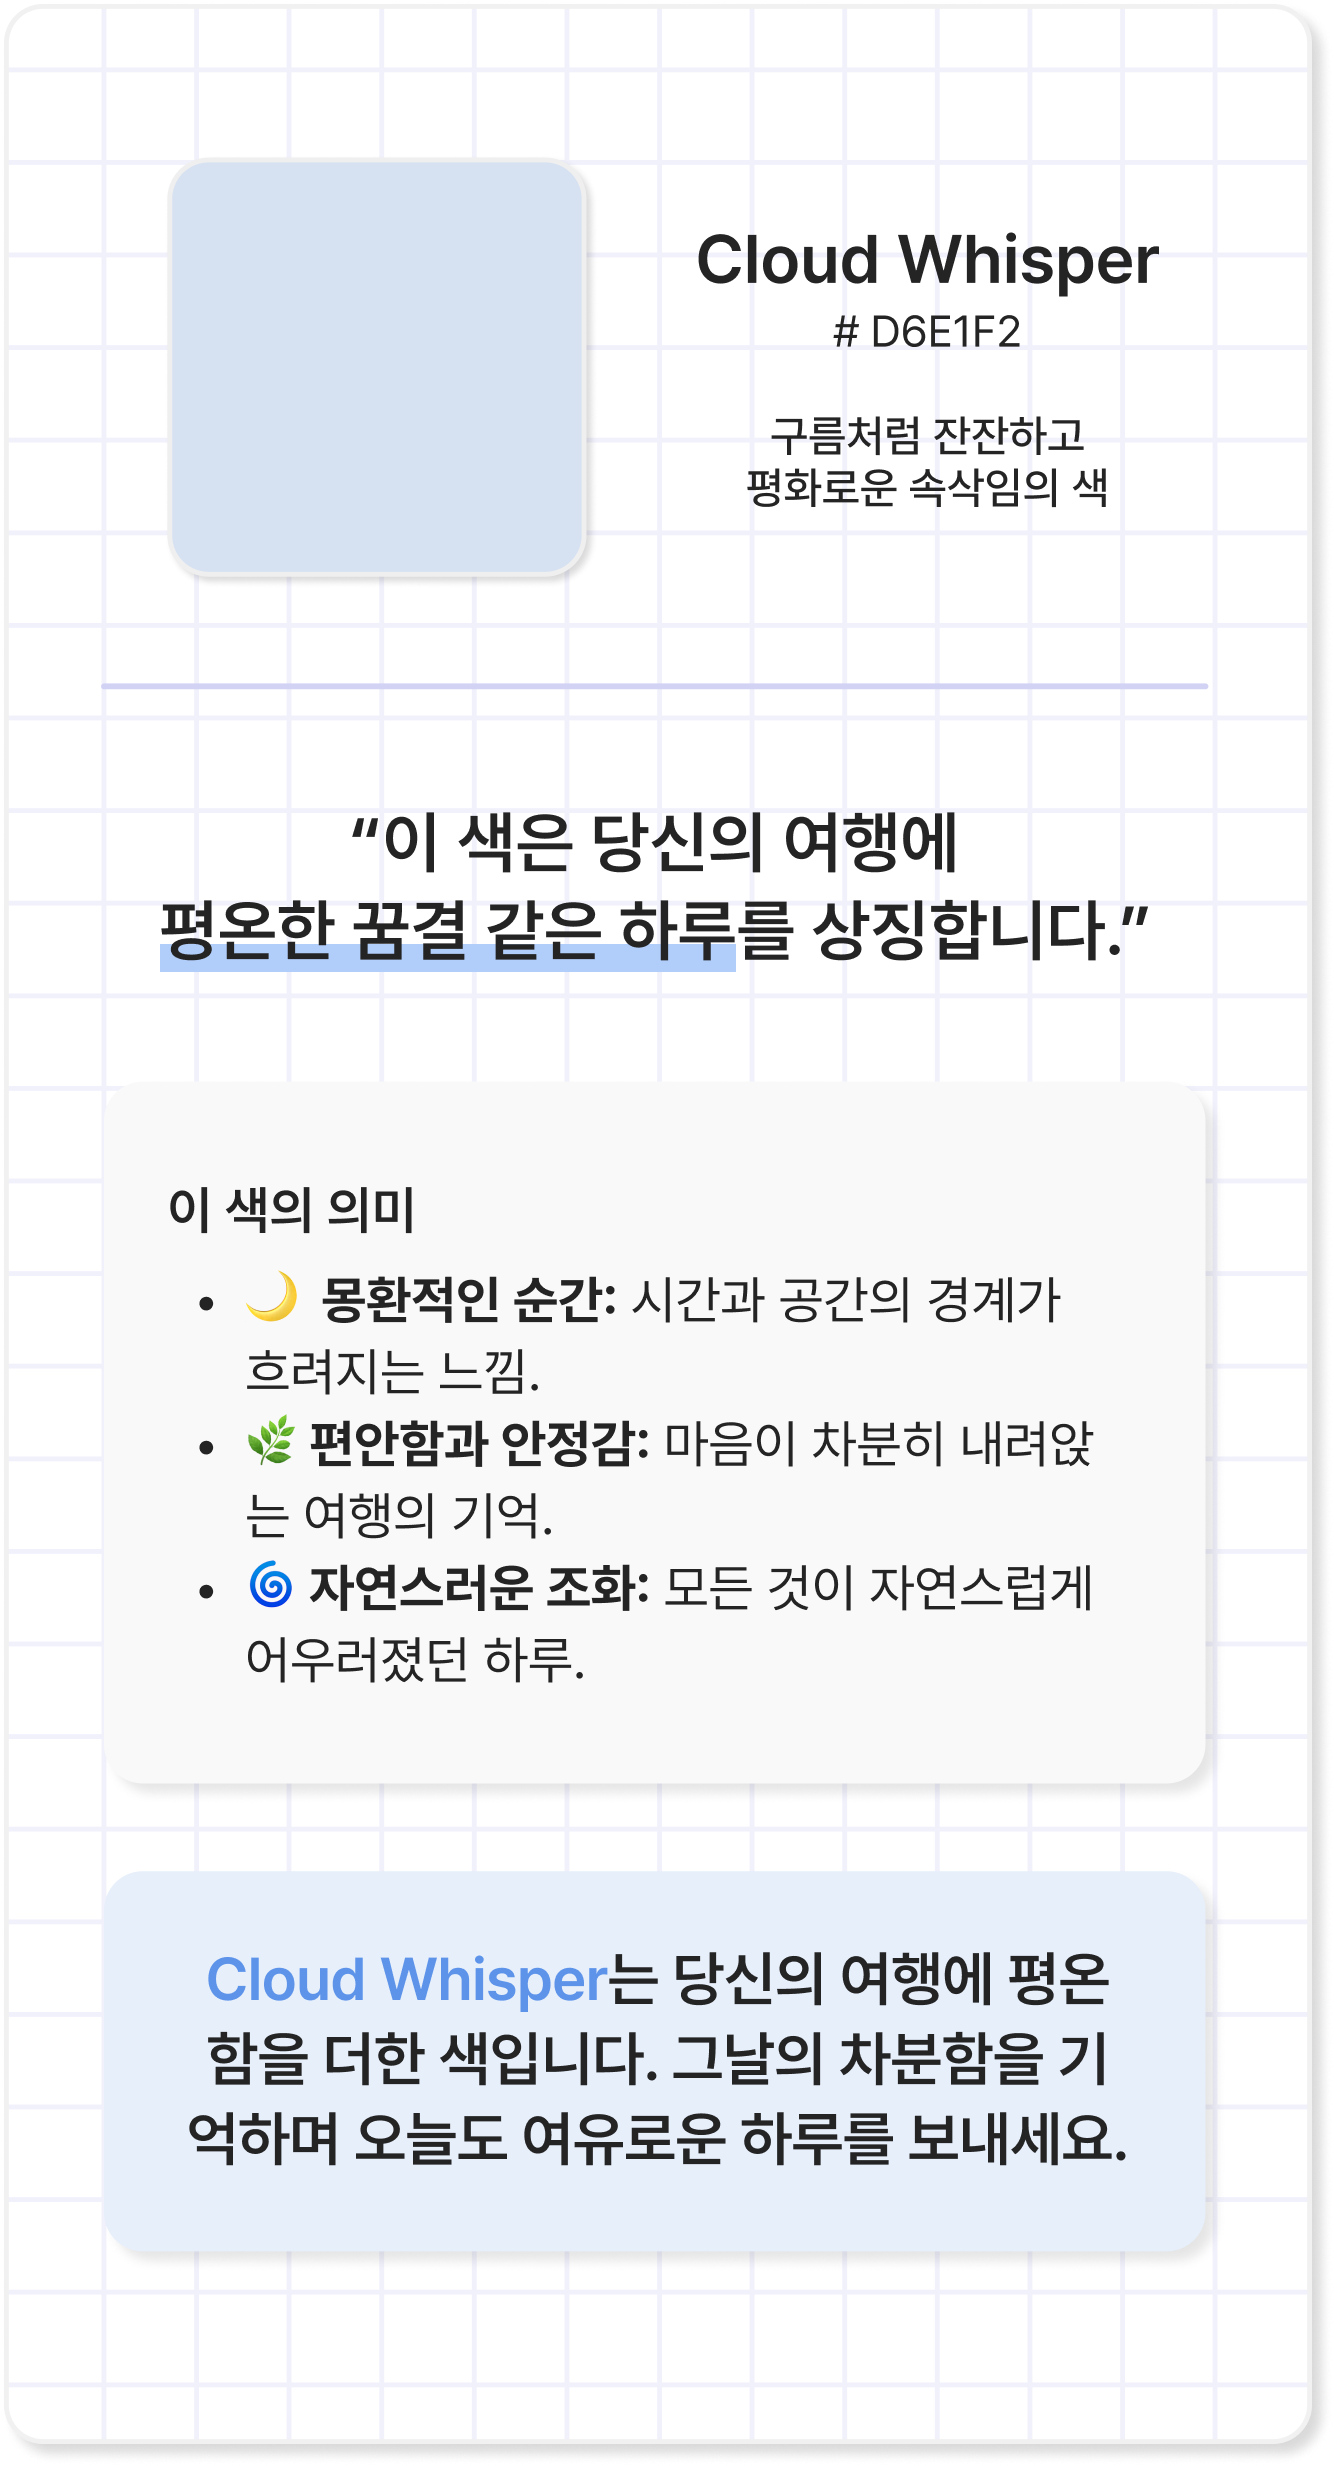 Cloud Whisper
# D6E1F2
구름처럼 잔잔하고
평화로운 속삭임의 색
“이 색은 당신의 여행에
평온한 꿈결 같은 하루를 상징합니다.”
이 색의 의미
• 🌙 몽환적인 순간: 시간과 공간의 경계가
흐려지는 느낌.
• 🌿 편안함과 안정감: 마음이 차분히 내려앉
는 여행의 기억.
• 🌀 자연스러운 조화: 모든 것이 자연스럽게
어우러졌던 하루.
Cloud Whisper는 당신의 여행에 평온
함을 더한 색입니다. 그날의 차분함을 기
억하며 오늘도 여유로운 하루를 보내세요.